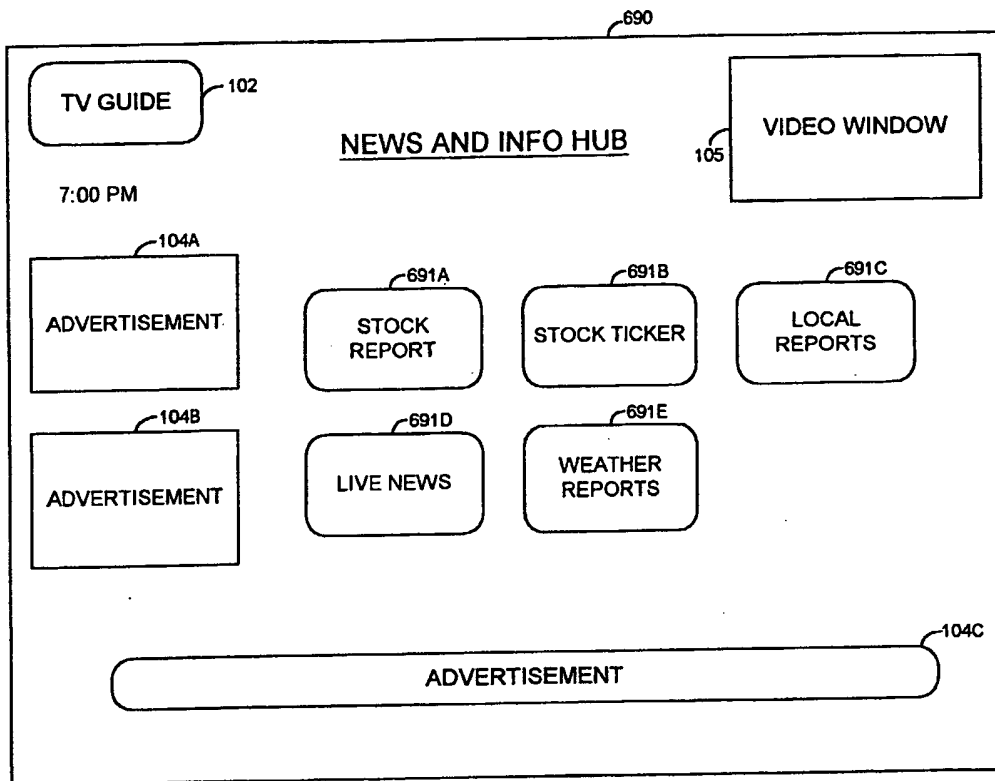 690
TV GUIDE
102
NEWS AND INFO HUB
105
VIDEO WINDOW
7:00 PM
104A
ADVERTISEMENT
691A
STOCK
REPORT
691B
STOCK TICKER
691C
LOCAL
REPORTS
104B
ADVERTISEMENT
691D
LIVE NEWS
691E
WEATHER
REPORTS
104C
ADVERTISEMENT